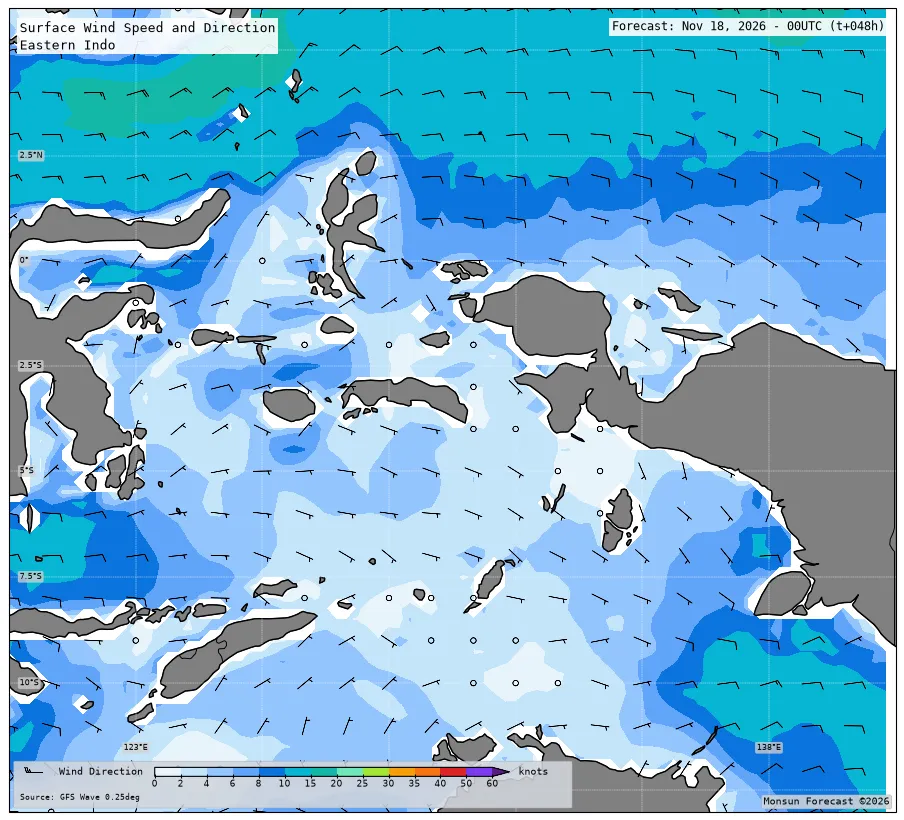 Surface Wind Speed and Direction
Eastern Indo
Forecast: Nov 18, 2026 - 00UTC (t+048h)
2.5°N
0°
2.5°S
5°S
7.5°S
10°S
123°E
138°E
Wind Direction
knots
0 2 4 6 8 10 15 20 25 30 35 40 50 60
Source: GFS Wave 0.25deg
Monsun Forecast ©2026